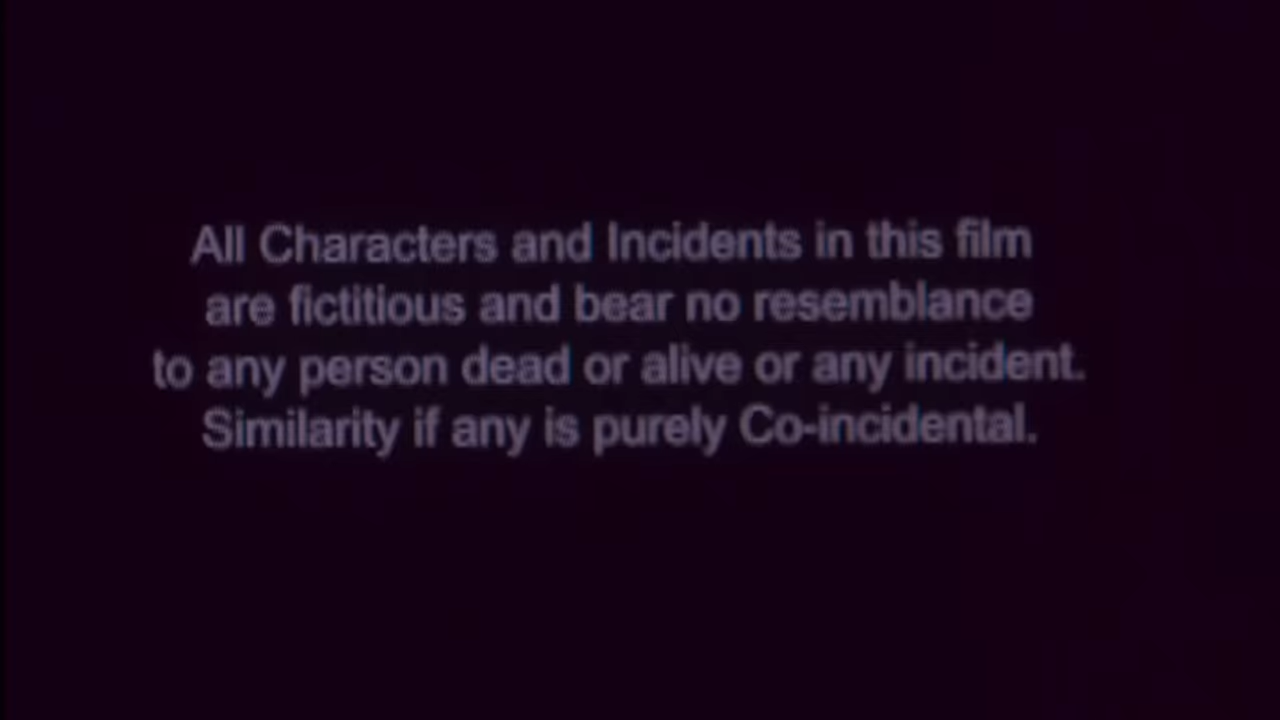 All Characters and Incidents in this film
are fictitious and bear no resemblance
to any person dead or alive or any incident.
Similarity if any is purely Co-incidental.